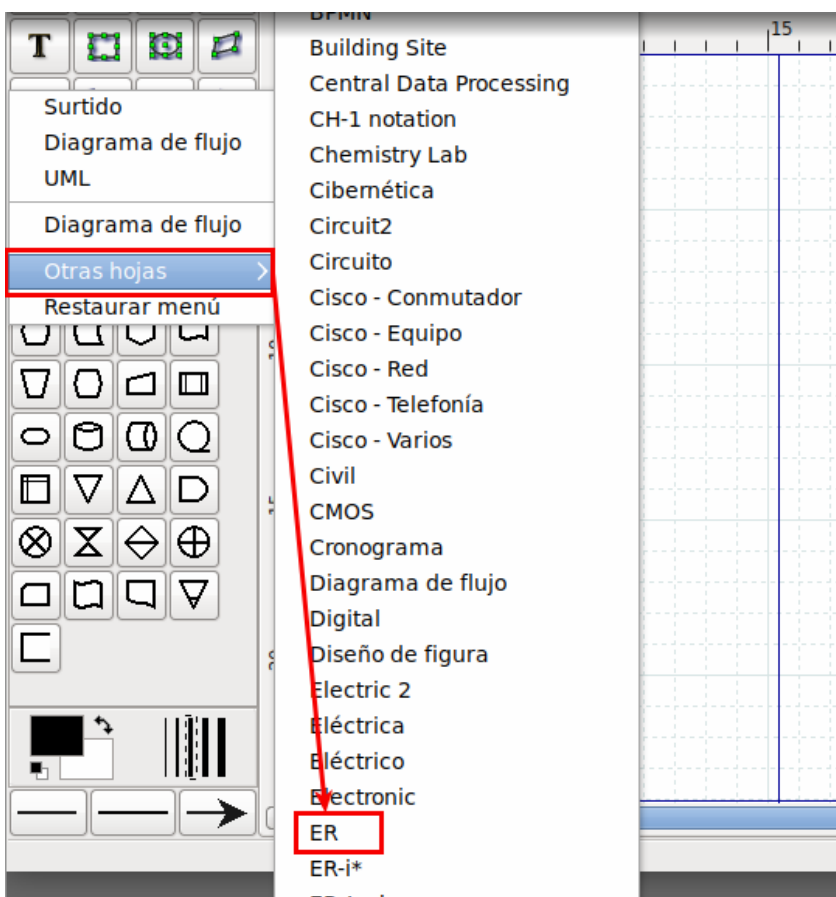 BPMN
T
15
Building Site
Central Data Processing
Surtido
CH-1 notation
Diagrama de flujo
Chemistry Lab
UML
Cibernética
Diagrama de flujo
Circuit2
Otras hojas
Circuito
Restaurar menú
Cisco - Conmutador
Cisco - Equipo
Cisco - Red
Cisco - Telefonía
Cisco - Varios
Civil
15
CMOS
Cronograma
Diagrama de flujo
Digital
Diseño de figura
Electric 2
Eléctrica
Eléctrico
Electronic
ER
ER-i*